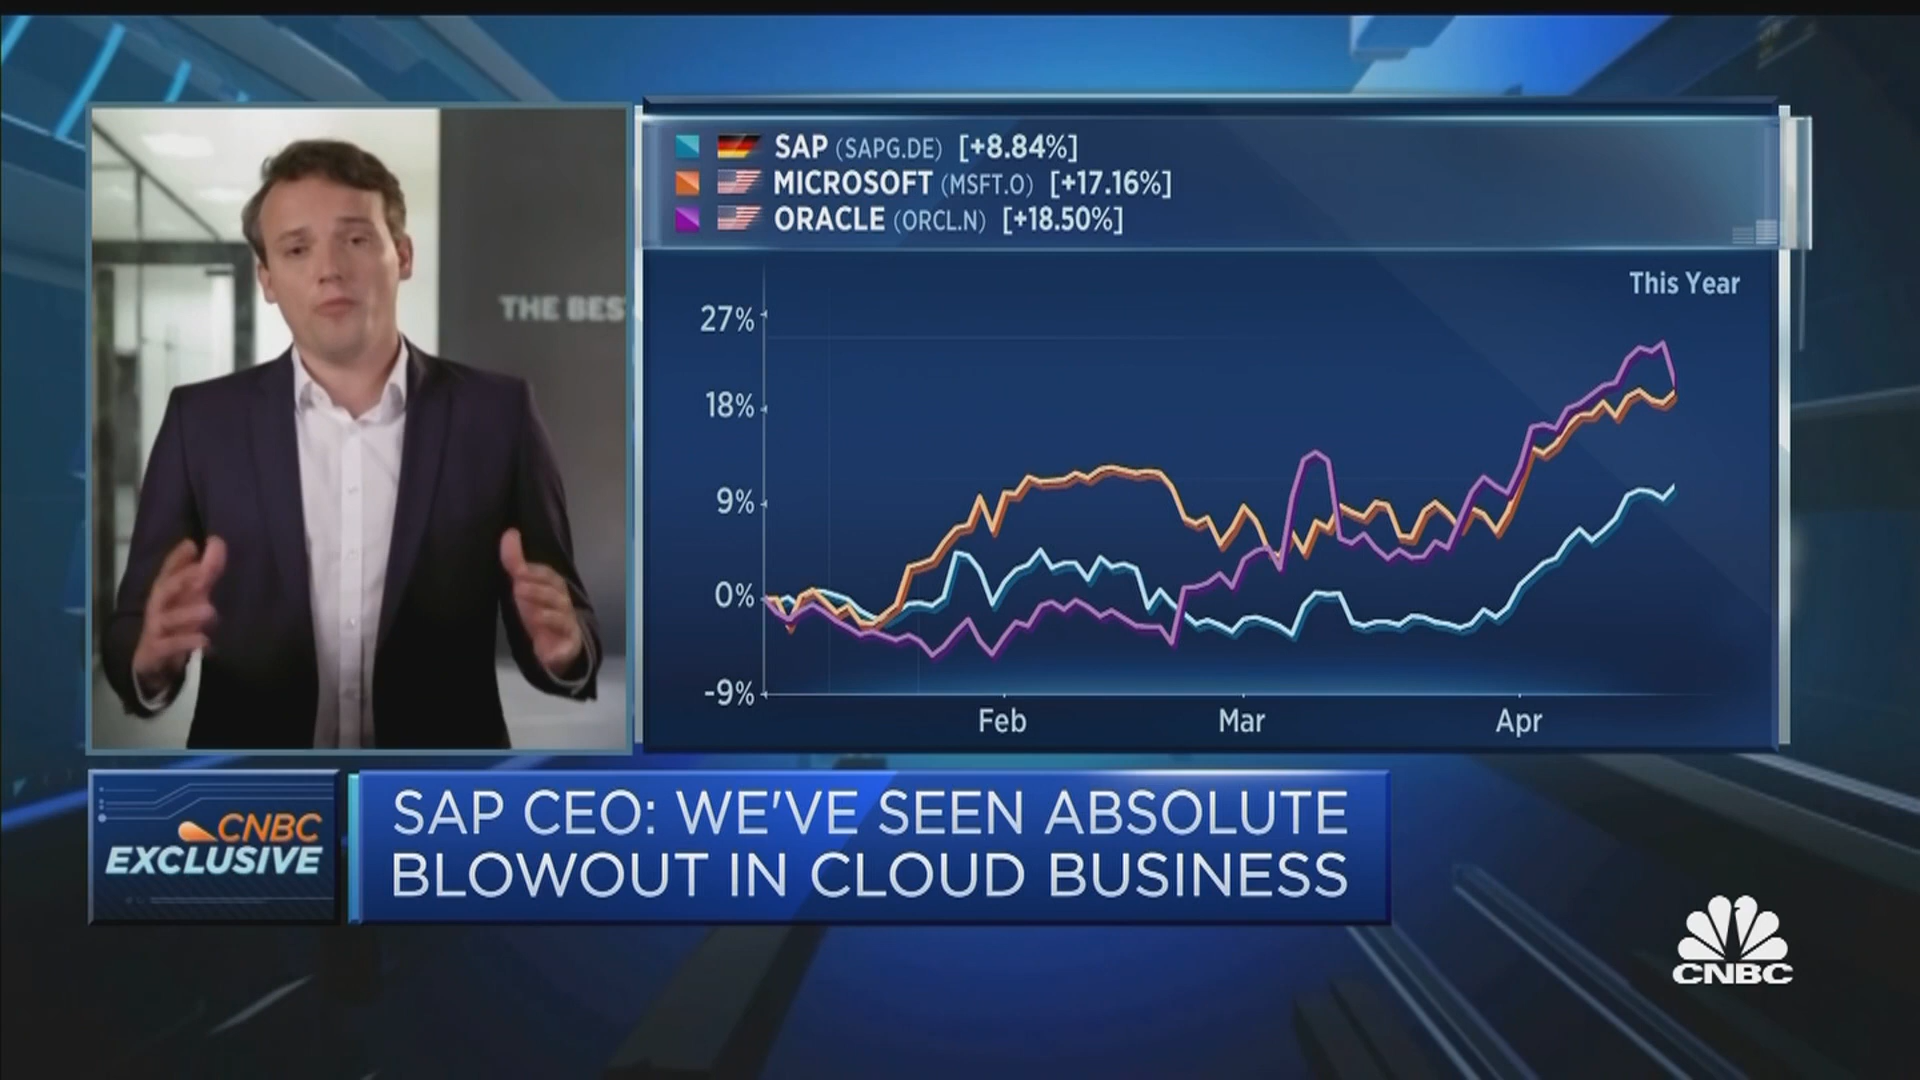 SAP (SAPG.DE) [+8.84%]
MICROSOFT (MSFT.O) [+17.16%]
ORACLE (ORCL.N) [+18.50%]
This Year
27%
18%
9%
0%
-9%
Feb Mar Apr
THE BES
CNBC
EXCLUSIVE
SAP CEO: WE'VE SEEN ABSOLUTE
BLOWOUT IN CLOUD BUSINESS
CNBC